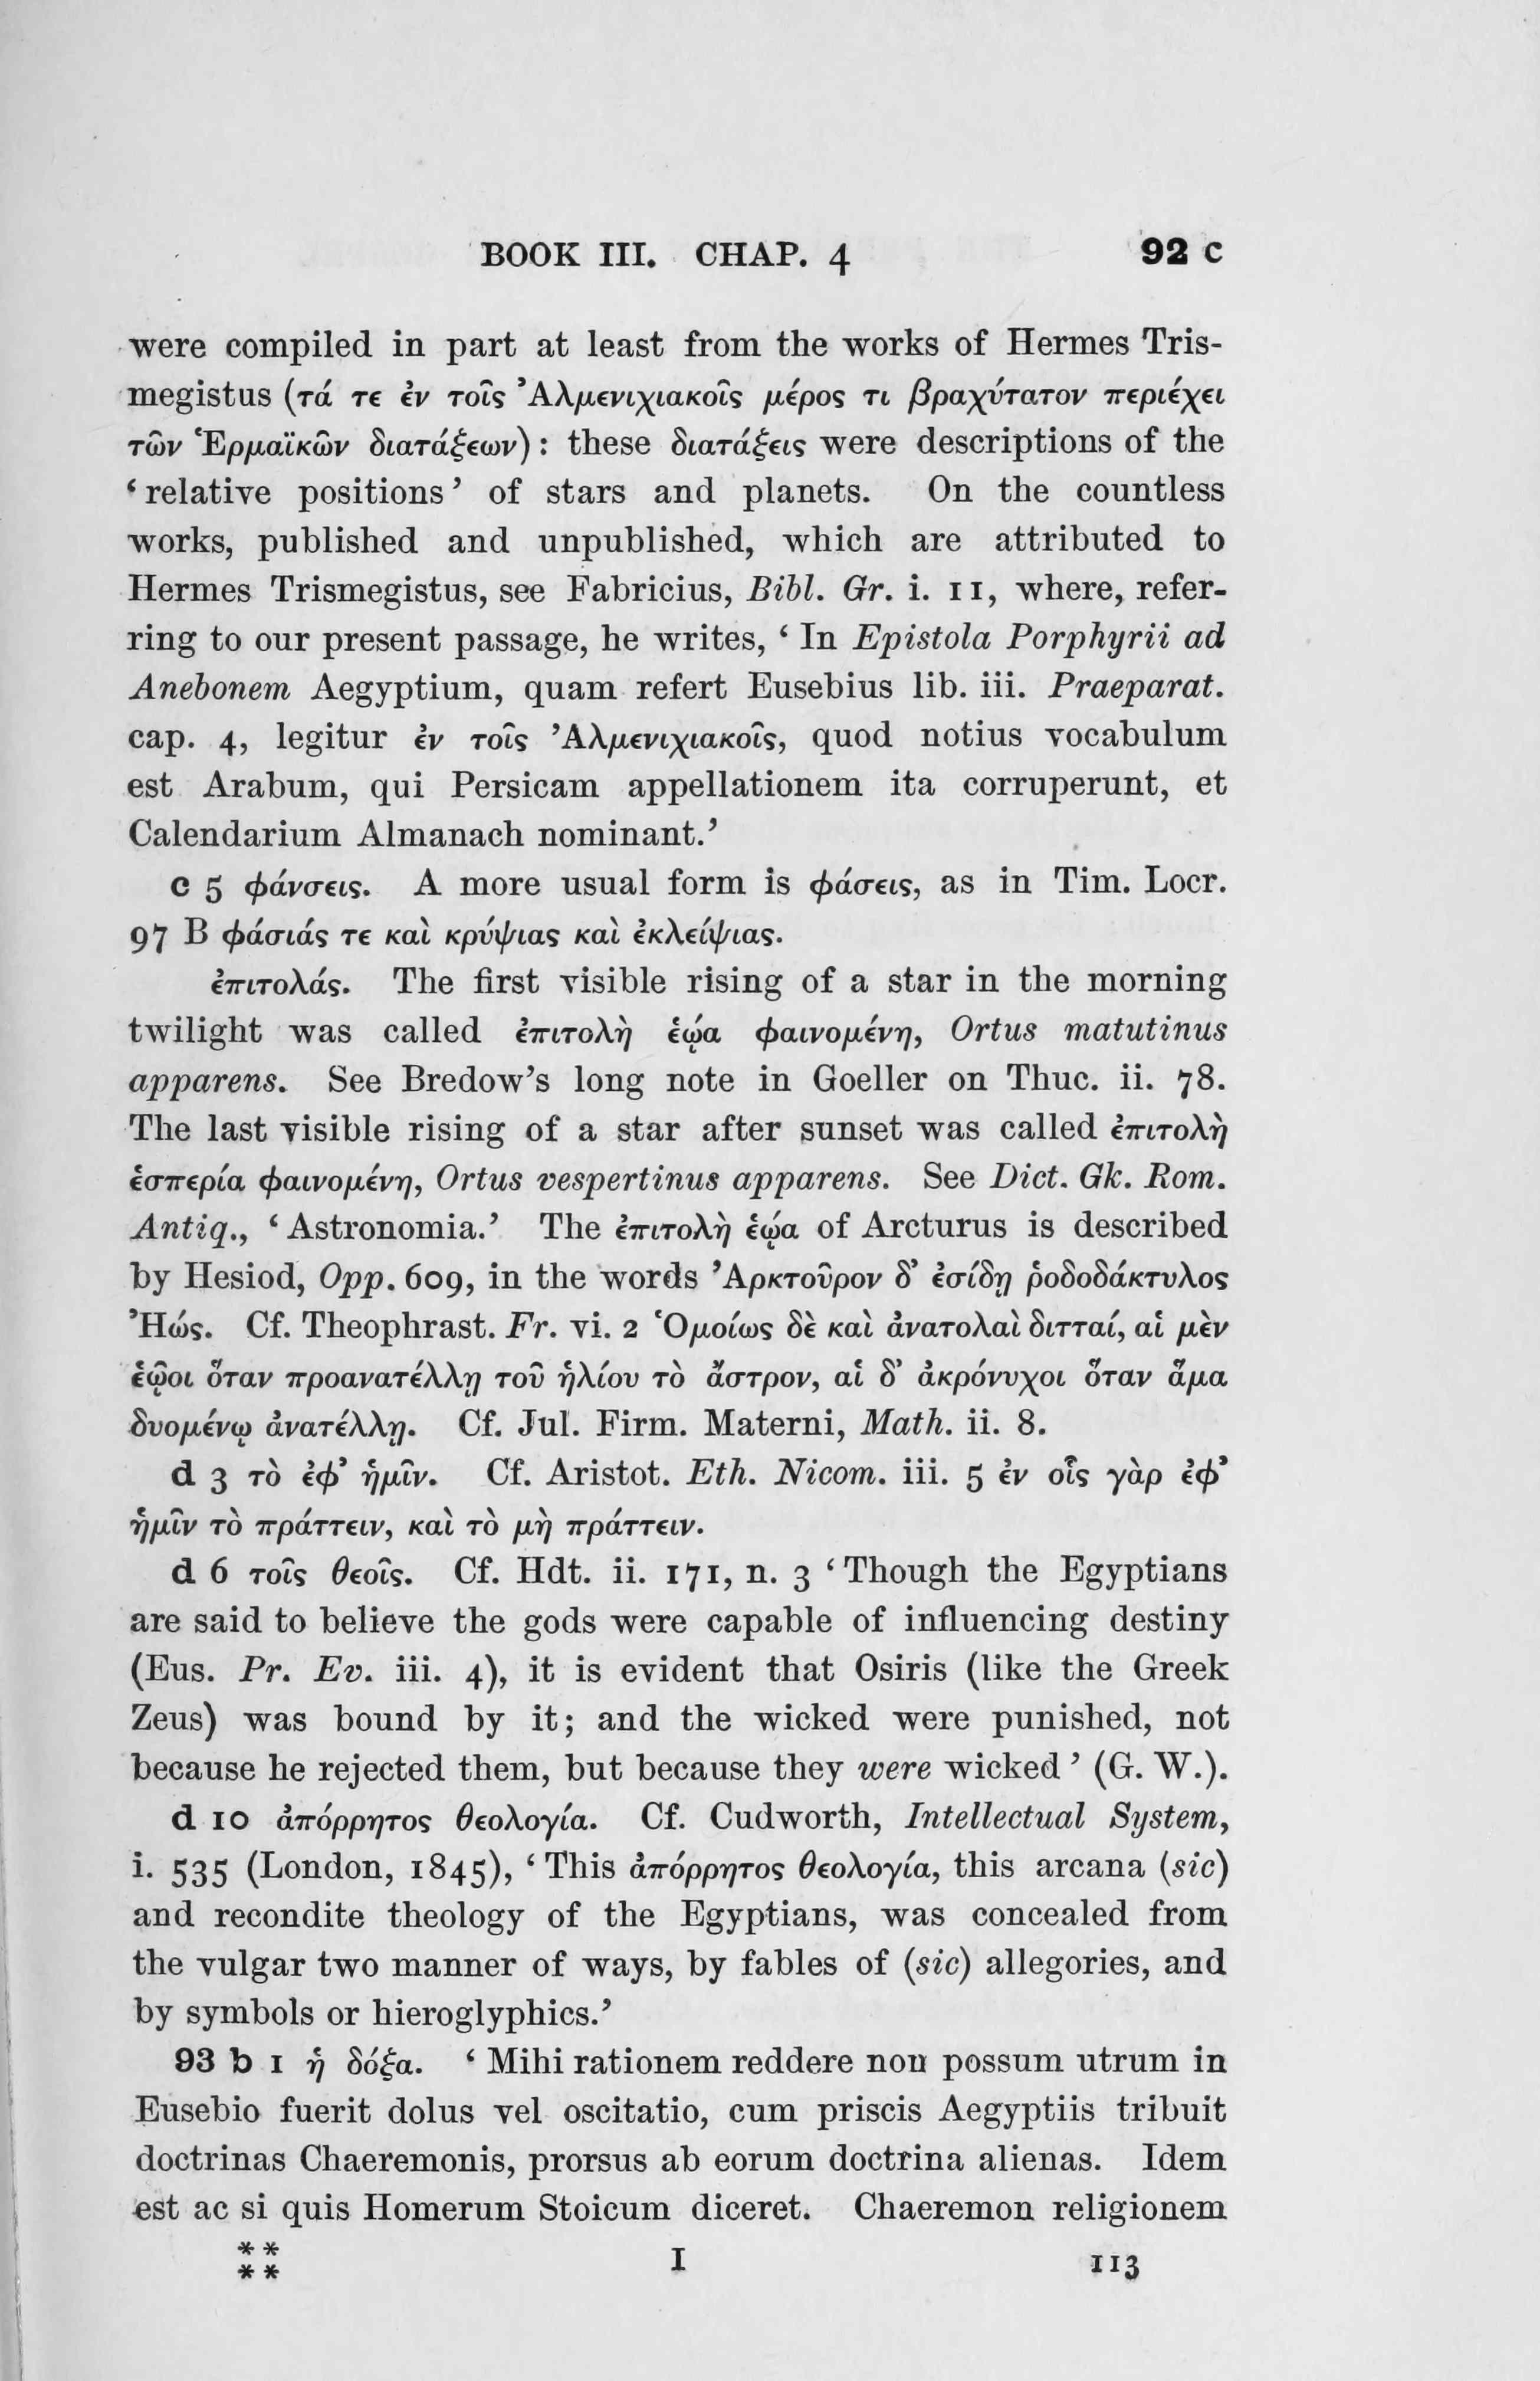 BOOK III. CHAP. 4 92 c
were compiled in part at least from the works of Hermes Tris-
megistus (τά τε ἐν τοῖς Ἀλμενιχιακοῖς μέρος τι βραχύτατον περιέχει
τῶν Ἑρμαϊκῶν διατάξεων): these διατάξεις were descriptions of the
‘relative positions’ of stars and planets. On the countless
works, published and unpublished, which are attributed to
Hermes Trismegistus, see Fabricius, Bibl. Gr. i. 11, where, refer-
ring to our present passage, he writes, ‘In Epistola Porphyrii ad
Anebonem Aegyptium, quam refert Eusebius lib. iii. Praeparat.
cap. 4, legitur ἐν τοῖς Ἀλμενιχιακοῖς, quod notius vocabulum
est Arabum, qui Persicam appellationem ita corruperunt, et
Calendarium Almanach nominant.’
c 5 φάνσεις. A more usual form is φάσεις, as in Tim. Locr.
97 B φάσιάς τε καὶ κρύψιας καὶ ἐκλείψιας.
ἐπιτολάς. The first visible rising of a star in the morning
twilight was called ἐπιτολὴ ἑῴα φαινομένη, Ortus matutinus
apparens. See Bredow’s long note in Goeller on Thuc. ii. 78.
The last visible rising of a star after sunset was called ἐπιτολὴ
ἑσπερία φαινομένη, Ortus vespertinus apparens. See Dict. Gk. Rom.
Antiq., ‘Astronomia.’ The ἐπιτολὴ ἑῴα of Arcturus is described
by Hesiod, Opp. 609, in the words Ἀρκτοῦρον δ’ ἐσίδῃ ῥοδοδάκτυλος
Ἠώς. Cf. Theophrast. Fr. vi. 2 Ὁμοίως δὲ καὶ ἀνατολαὶ διτταί, αἱ μὲν
ἑῷοι ὅταν προανατέλλῃ τοῦ ἡλίου τὸ ἄστρον, αἱ δ’ ἀκρόνυχοι ὅταν ἅμα
δυομένῳ ἀνατέλλῃ. Cf. Jul. Firm. Materni, Math. ii. 8.
d 3 τὸ ἐφ’ ἡμῖν. Cf. Aristot. Eth. Nicom. iii. 5 ἐν οἷς γὰρ ἐφ’
ἡμῖν τὸ πράττειν, καὶ τὸ μὴ πράττειν.
d 6 τοῖς θεοῖς. Cf. Hdt. ii. 171, n. 3 ‘Though the Egyptians
are said to believe the gods were capable of influencing destiny
(Eus. Pr. Ev. iii. 4), it is evident that Osiris (like the Greek
Zeus) was bound by it; and the wicked were punished, not
because he rejected them, but because they were wicked’ (G. W.).
d 10 ἀπόρρητος θεολογία. Cf. Cudworth, Intellectual System,
i. 535 (London, 1845), ‘This ἀπόρρητος θεολογία, this arcana (sic)
and recondite theology of the Egyptians, was concealed from
the vulgar two manner of ways, by fables of (sic) allegories, and
by symbols or hieroglyphics.’
93 b 1 ἡ δόξα. ‘Mihi rationem reddere non possum utrum in
Eusebio fuerit dolus vel oscitatio, cum priscis Aegyptiis tribuit
doctrinas Chaeremonis, prorsus ab eorum doctrina alienas. Idem
est ac si quis Homerum Stoicum diceret. Chaeremon religionem
** I 113
**